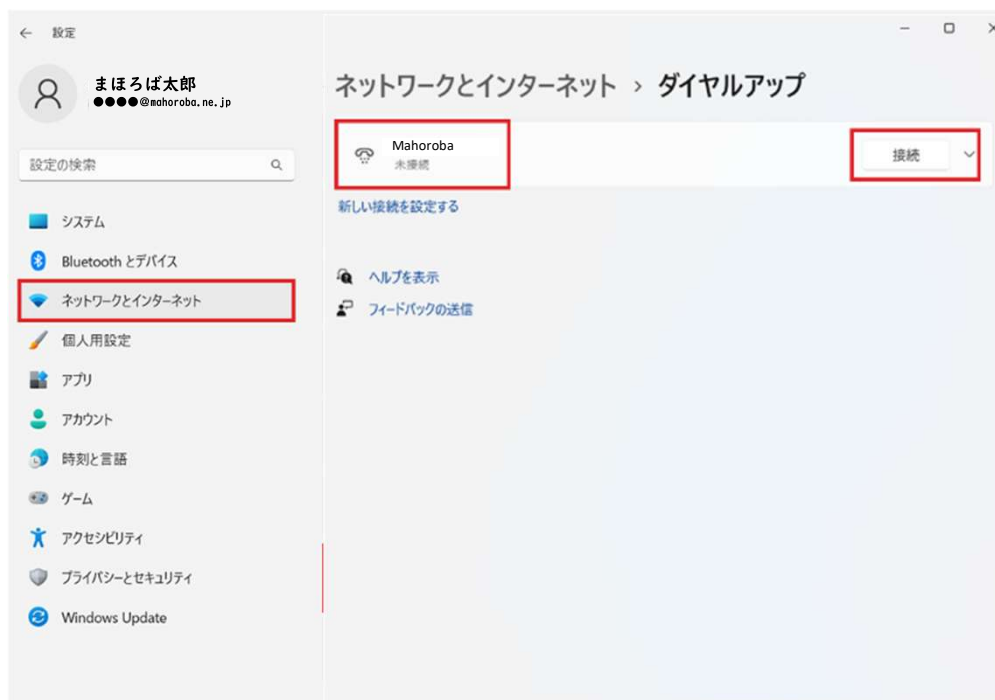 ← 設定
まほろば太郎
●●●●@mahoroba.ne.jp
設定の検索
システム
Bluetooth とデバイス
ネットワークとインターネット
個人用設定
アプリ
アカウント
時刻と言語
ゲーム
アクセシビリティ
プライバシーとセキュリティ
Windows Update
ネットワークとインターネット › ダイヤルアップ
Mahoroba
未接続
接続
新しい接続を設定する
ヘルプを表示
フィードバックの送信